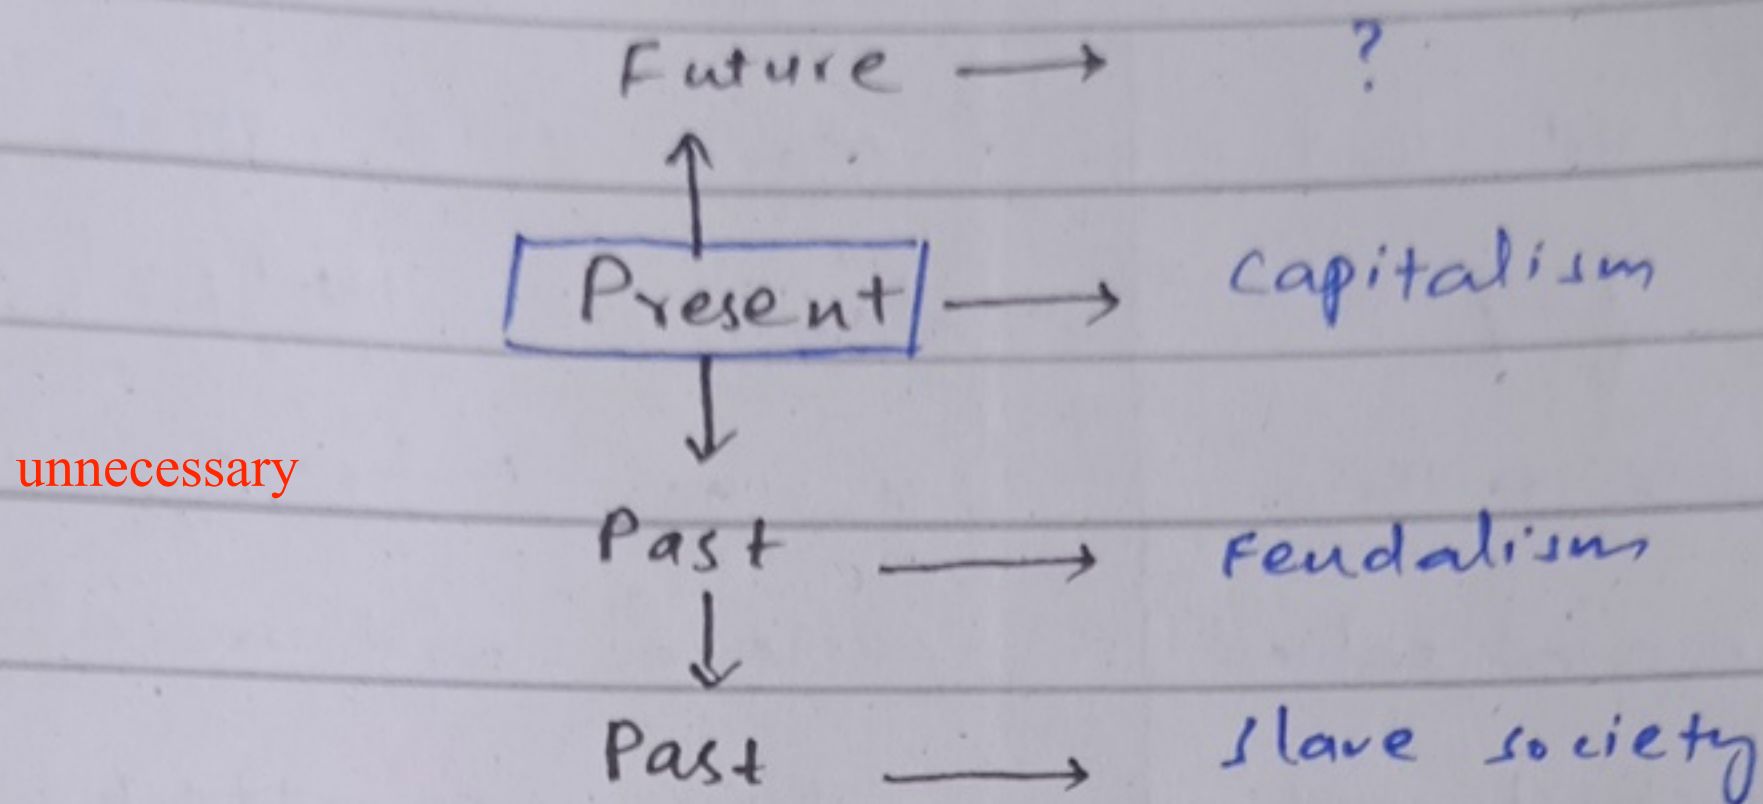 Future → ?
Present → Capitalism
unnecessary
Past → Feudalism
Past → Slave society